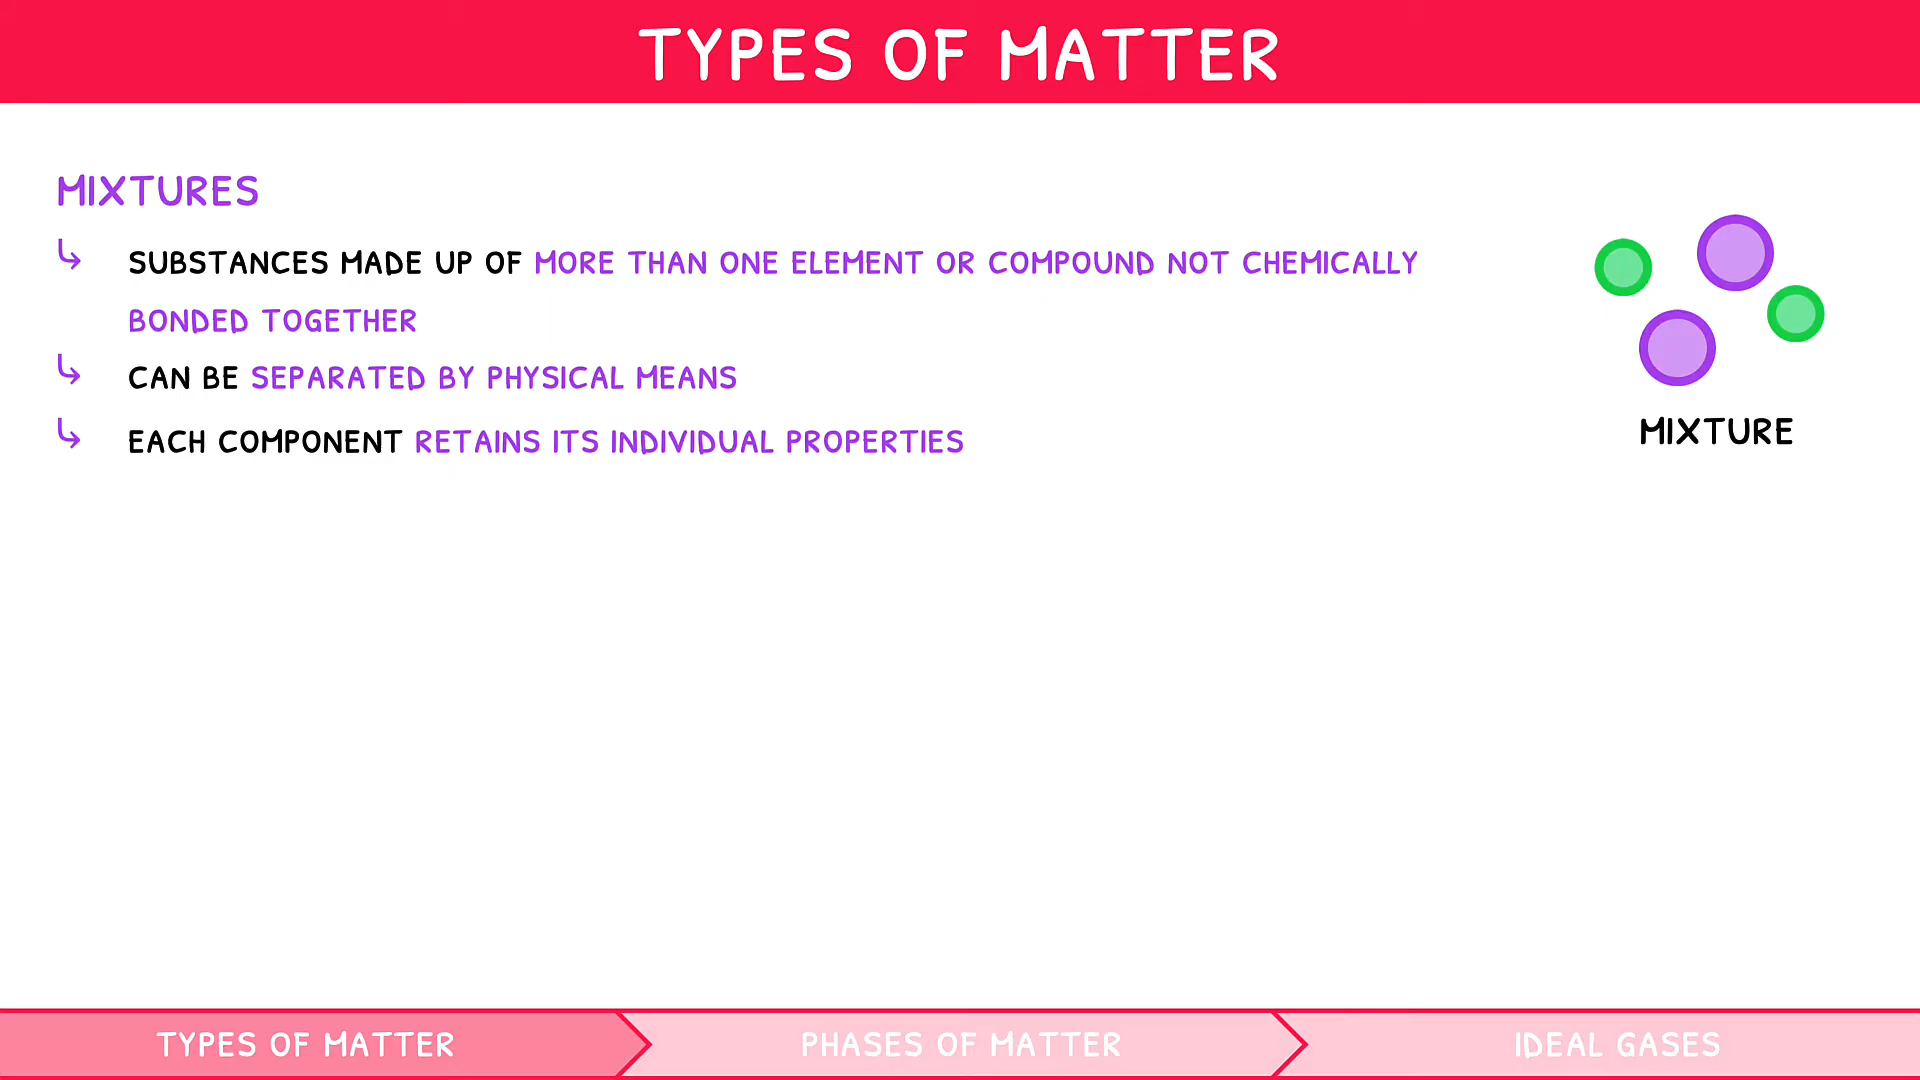 TYPES OF MATTER
MIXTURES
SUBSTANCES MADE UP OF MORE THAN ONE ELEMENT OR COMPOUND NOT CHEMICALLY
BONDED TOGETHER
CAN BE SEPARATED BY PHYSICAL MEANS
EACH COMPONENT RETAINS ITS INDIVIDUAL PROPERTIES
MIXTURE
TYPES OF MATTER
PHASES OF MATTER
IDEAL GASES